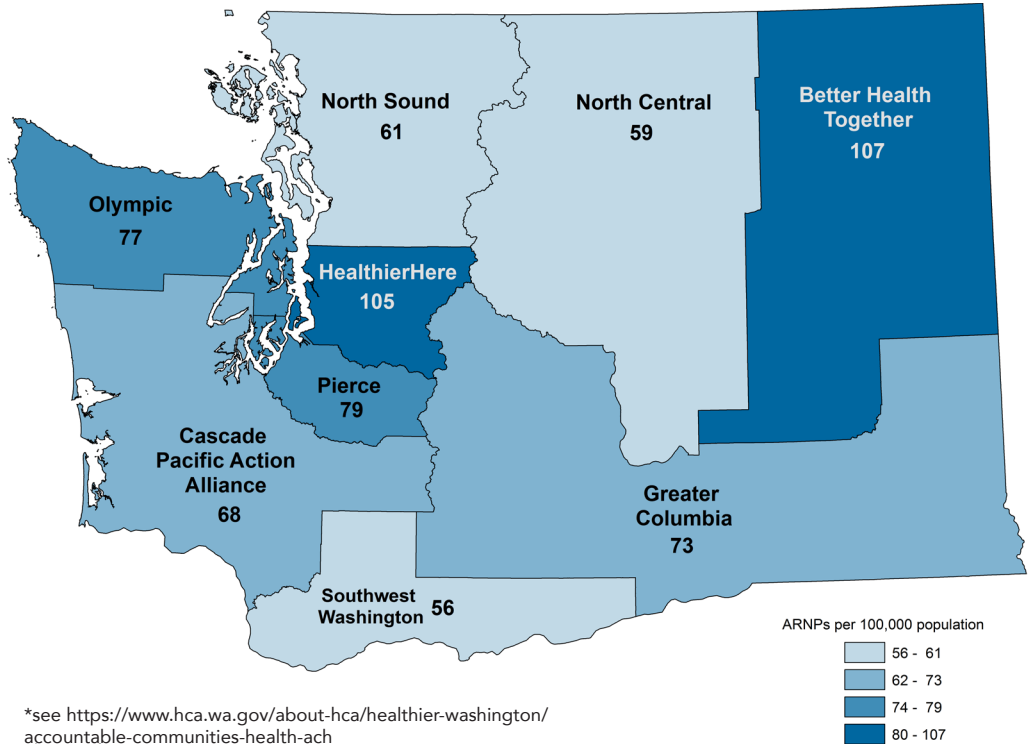 North Sound
61
North Central
59
Better Health
Together
107
Olympic
77
HealthierHere
105
Pierce
79
Cascade
Pacific Action
Alliance
68
Greater
Columbia
73
Southwest
Washington
56
ARNPs per 100,000 population
56 - 61
62 - 73
74 - 79
80 - 107
*see https://www.hca.wa.gov/about-hca/healthier-washington/
accountable-communities-health-ach